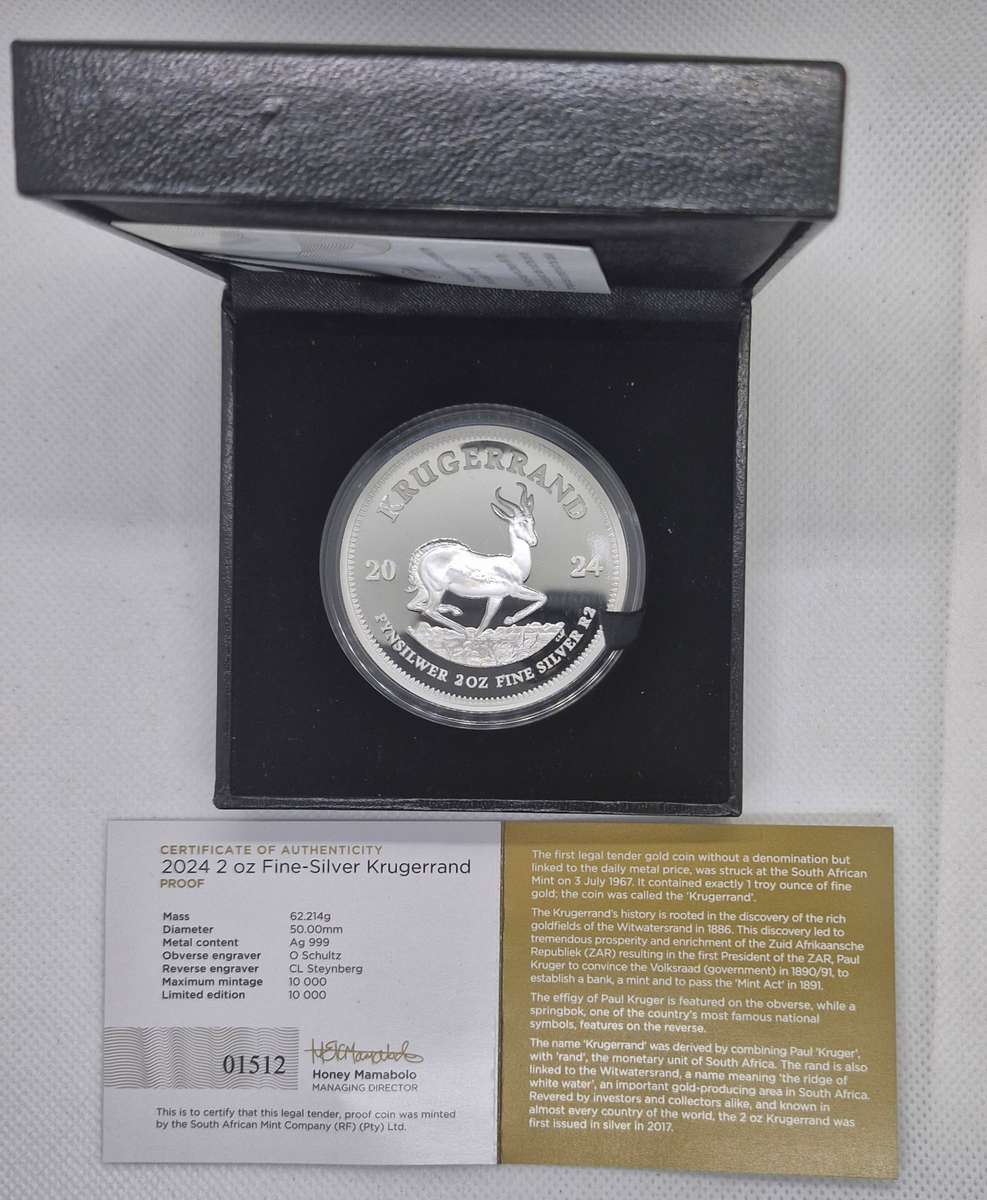 KRUGERRAND
20 24
FYNSILWER 2OZ FINE SILVER R2
CERTIFICATE OF AUTHENTICITY
2024 2 oz Fine-Silver Krugerrand
PROOF
Mass 62.214g
Diameter 50.00mm
Metal content Ag 999
Obverse engraver O Schultz
Reverse engraver CL Steynberg
Maximum mintage 10 000
Limited edition 10 000
01512
Honey Mamabolo
MANAGING DIRECTOR
This is to certify that this legal tender, proof coin was minted
by the South African Mint Company (RF) (Pty) Ltd.
The first legal tender gold coin without a denomination but
linked to the daily metal price, was struck at the South African
Mint on 3 July 1967. It contained exactly 1 troy ounce of fine
gold; the coin was called the 'Krugerrand'.
The Krugerrand's history is rooted in the discovery of the rich
goldfields of the Witwatersrand in 1886. This discovery led to
tremendous prosperity and enrichment of the Zuid Afrikaansche
Republiek (ZAR) resulting in the first President of the ZAR, Paul
Kruger to convince the Volksraad (government) in 1890/91, to
establish a bank, a mint and to pass the 'Mint Act' in 1891.
The effigy of Paul Kruger is featured on the obverse, while a
springbok, one of the country's most famous national
symbols, features on the reverse.
The name 'Krugerrand' was derived by combining Paul 'Kruger',
with 'rand', the monetary unit of South Africa. The rand is also
linked to the Witwatersrand, a name meaning 'the ridge of
white water', an important gold-producing area in South Africa.
Revered by investors and collectors alike, and known in
almost every country of the world, the 2 oz Krugerrand was
first issued in silver in 2017.